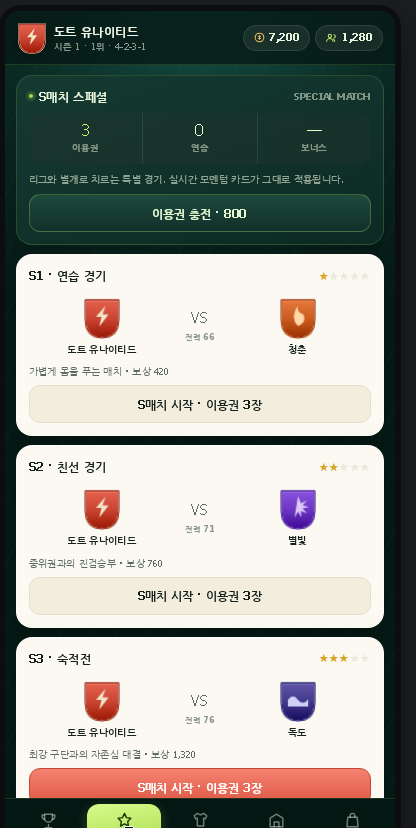 도트 유나이티드
시즌 1 · 1위 · 4-2-3-1
7,200
1,280
S매치 스페셜
SPECIAL MATCH
3
0
—
이용권
연승
보너스
리그와 별개로 치르는 특별 경기. 실시간 모멘텀 카드가 그대로 적용됩니다.
이용권 충전 · 800
S1 · 연습 경기
★★★★★
VS
전력 66
도트 유나이티드
청춘
가볍게 몸을 푸는 매치 • 보상 420
S매치 시작 · 이용권 3장
S2 · 친선 경기
★★★★★
VS
전력 71
도트 유나이티드
별빛
중위권과의 진검승부 • 보상 760
S매치 시작 · 이용권 3장
S3 · 숙적전
★★★★★
VS
전력 76
도트 유나이티드
독도
최강 구단과의 자존심 대결 • 보상 1,320
S매치 시작 · 이용권 3장